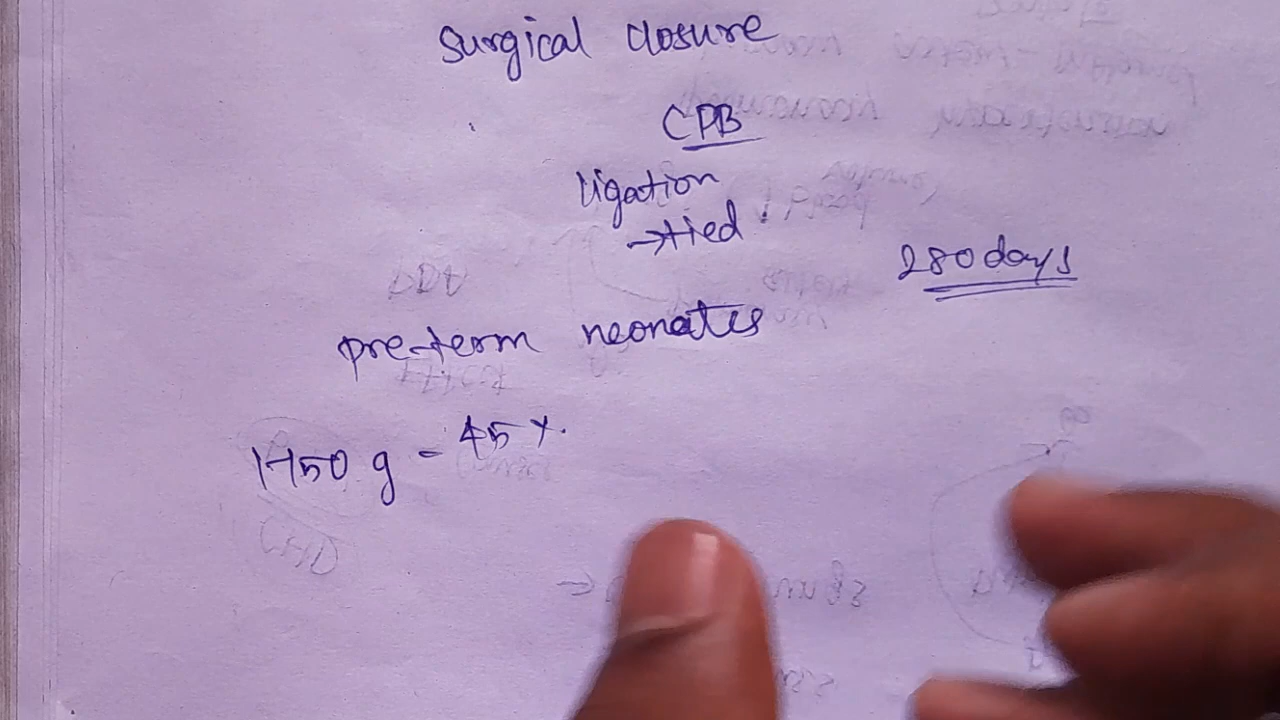 Surgical closure
CPB
ligation
→tied
280 days
pre-term neonates
1750 g - 45 %.